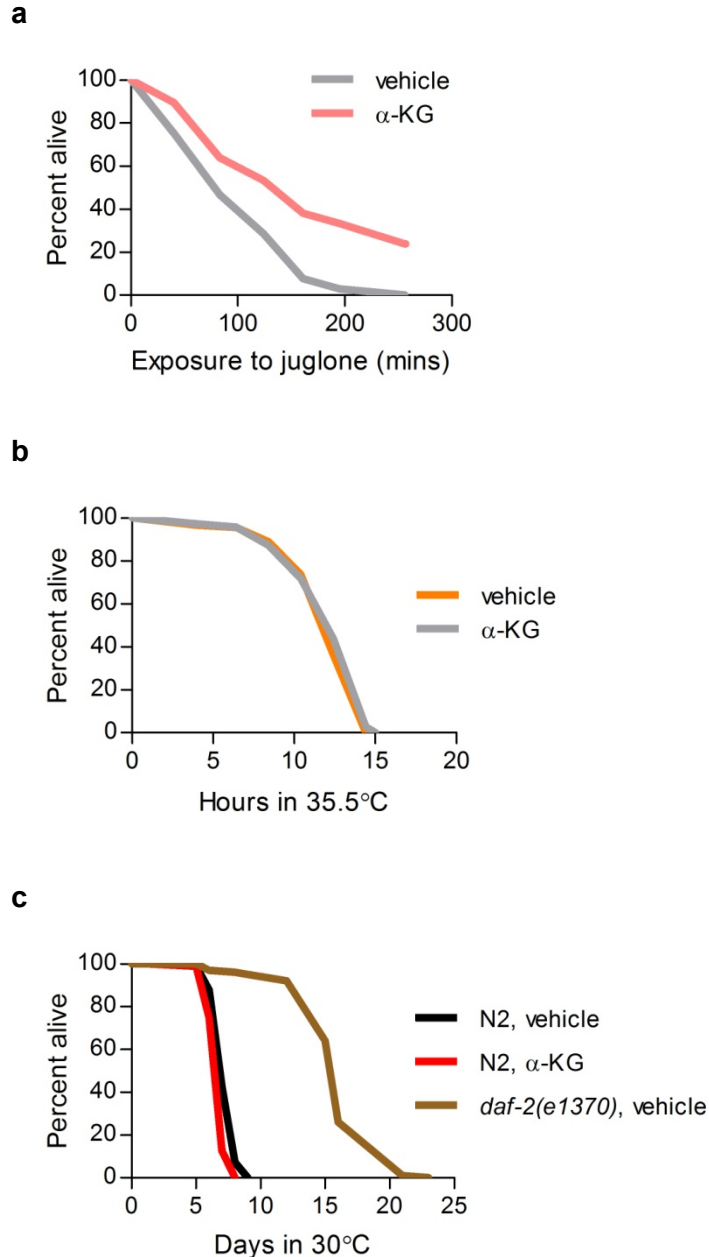 a
100
80
60
40
20
0
Percent alive
vehicle
α-KG
0 100 200 300
Exposure to juglone (mins)
b
100
80
60
40
20
0
Percent alive
vehicle
α-KG
0 5 10 15 20
Hours in 35.5°C
c
100
80
60
40
20
0
Percent alive
N2, vehicle
N2, α-KG
daf-2(e1370), vehicle
0 5 10 15 20 25
Days in 30°C